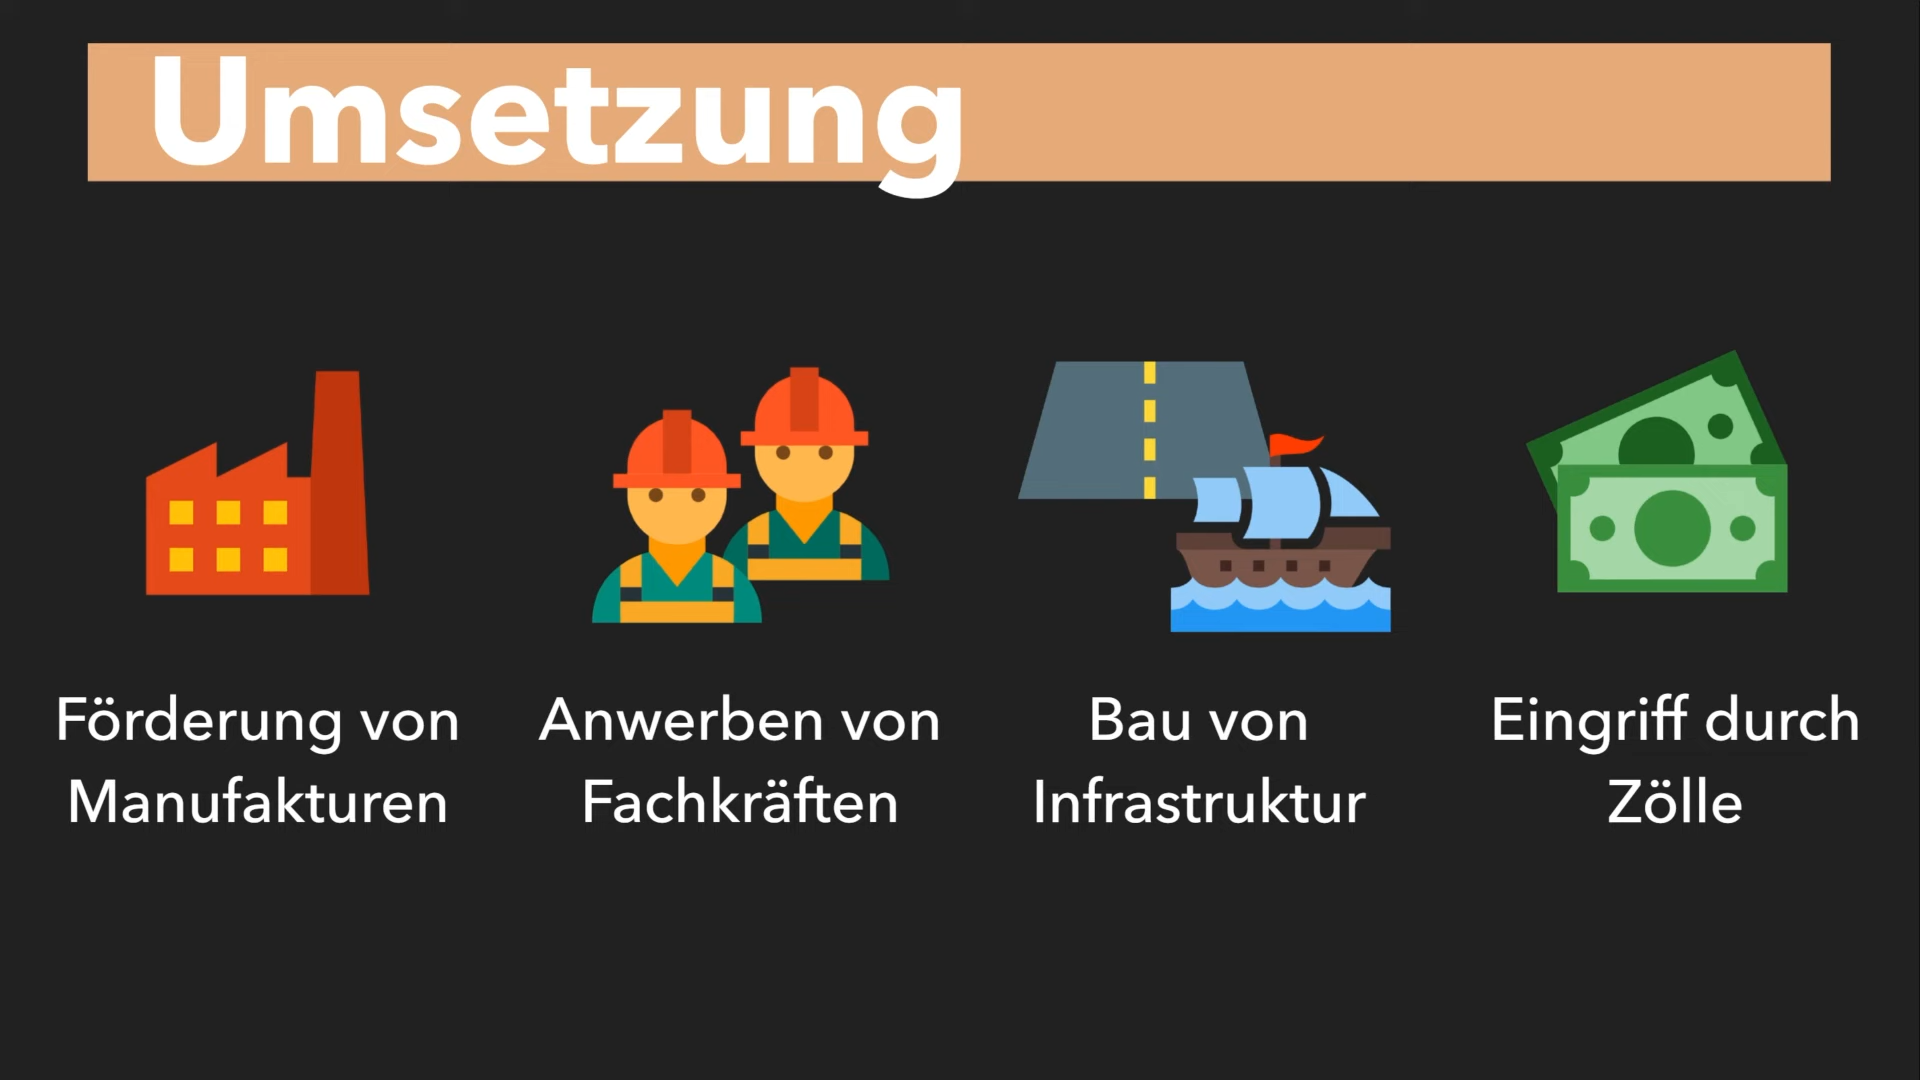 Umsetzung
Förderung von
Manufakturen
Anwerben von
Fachkräften
Bau von
Infrastruktur
Eingriff durch
Zölle